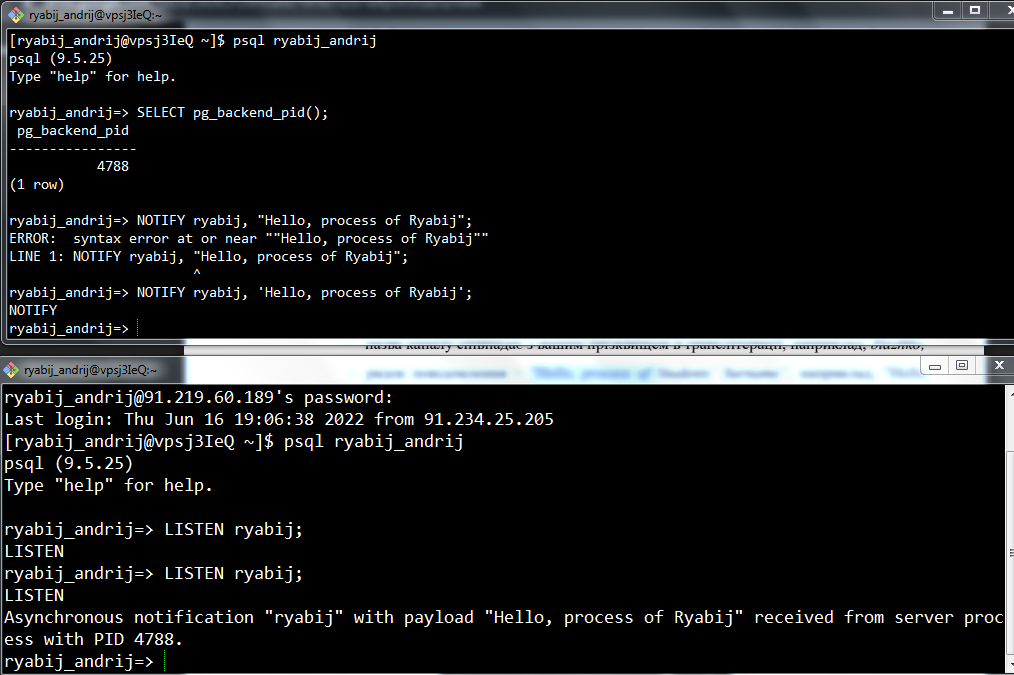 ryabij_andrij@vpsj3IeQ:~
[ryabij_andrij@vpsj3IeQ ~]$ psql ryabij_andrij
psql (9.5.25)
Type "help" for help.
ryabij_andrij=> SELECT pg_backend_pid();
pg_backend_pid
----------------
4788
(1 row)
ryabij_andrij=> NOTIFY ryabij, "Hello, process of Ryabij";
ERROR:  syntax error at or near ""Hello, process of Ryabij""
LINE 1: NOTIFY ryabij, "Hello, process of Ryabij";
^
ryabij_andrij=> NOTIFY ryabij, 'Hello, process of Ryabij';
NOTIFY
ryabij_andrij=>
назва каналу співпадає з вашим прізвищем в транслітерації, наприклад,
ryabij_andrij@vpsj3IeQ:~
"Hello, process of
ryabij_andrij@91.219.60.189's password:
Last login: Thu Jun 16 19:06:38 2022 from 91.234.25.205
[ryabij_andrij@vpsj3IeQ ~]$ psql ryabij_andrij
psql (9.5.25)
Type "help" for help.
ryabij_andrij=> LISTEN ryabij;
LISTEN
ryabij_andrij=> LISTEN ryabij;
LISTEN
Asynchronous notification "ryabij" with payload "Hello, process of Ryabij" received from server proc
ess with PID 4788.
ryabij_andrij=>